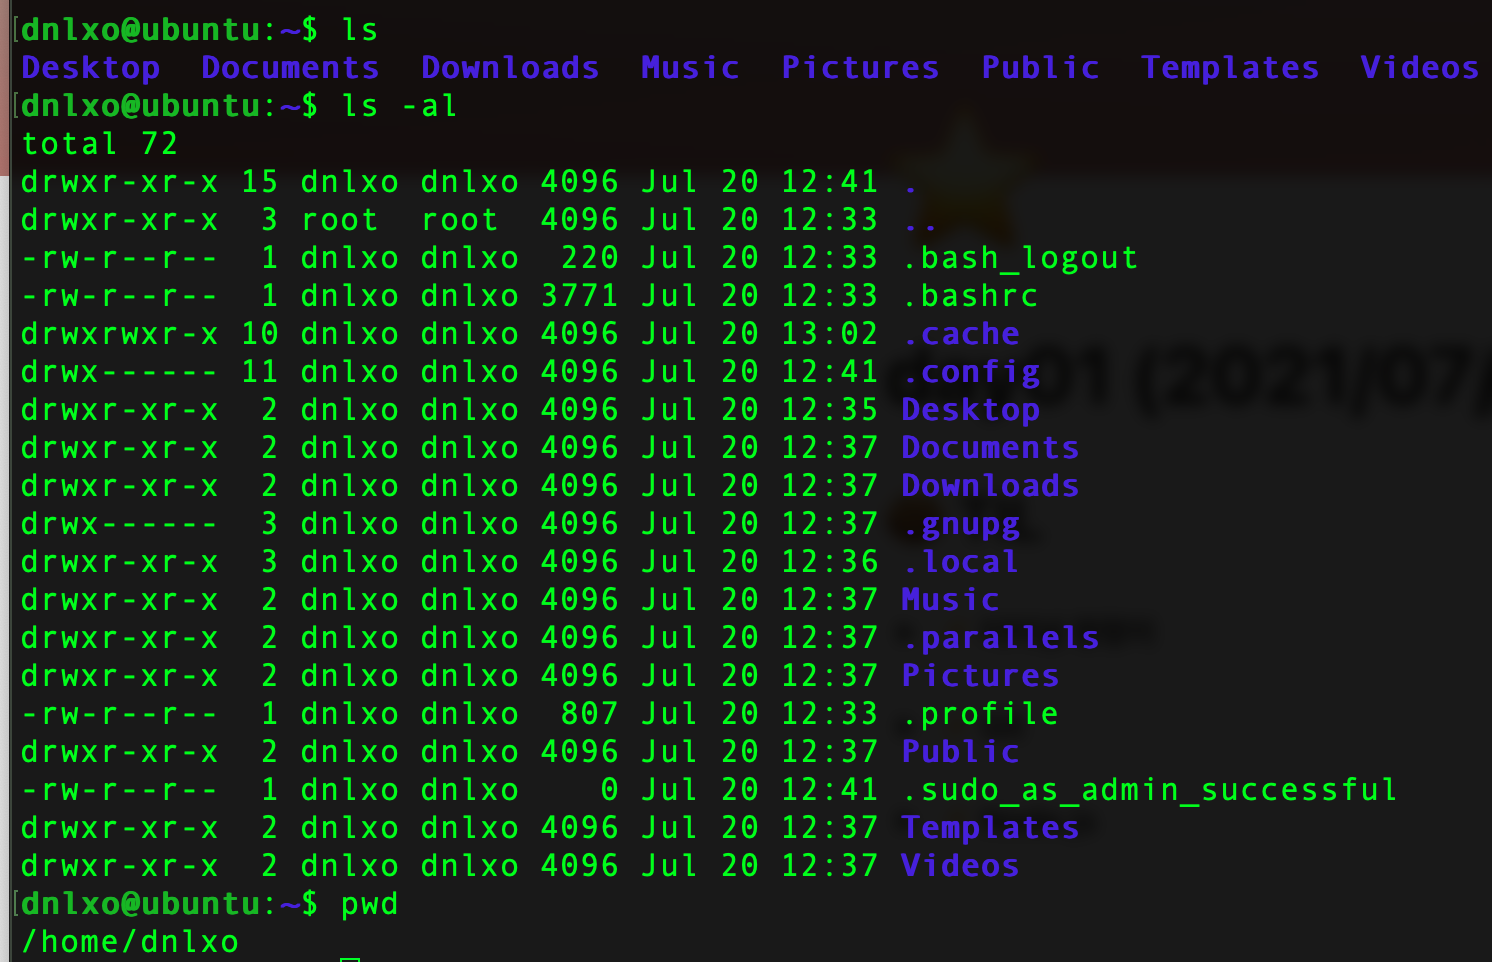 dnlxo@ubuntu:~$ ls
Desktop  Documents  Downloads  Music  Pictures  Public  Templates  Videos
dnlxo@ubuntu:~$ ls -al
total 72
drwxr-xr-x 15 dnlxo dnlxo 4096 Jul 20 12:41 .
drwxr-xr-x  3 root  root  4096 Jul 20 12:33 ..
-rw-r--r--  1 dnlxo dnlxo  220 Jul 20 12:33 .bash_logout
-rw-r--r--  1 dnlxo dnlxo 3771 Jul 20 12:33 .bashrc
drwxrwxr-x 10 dnlxo dnlxo 4096 Jul 20 13:02 .cache
drwx------ 11 dnlxo dnlxo 4096 Jul 20 12:41 .config
drwxr-xr-x  2 dnlxo dnlxo 4096 Jul 20 12:35 Desktop
drwxr-xr-x  2 dnlxo dnlxo 4096 Jul 20 12:37 Documents
drwxr-xr-x  2 dnlxo dnlxo 4096 Jul 20 12:37 Downloads
drwx------  3 dnlxo dnlxo 4096 Jul 20 12:37 .gnupg
drwxr-xr-x  3 dnlxo dnlxo 4096 Jul 20 12:36 .local
drwxr-xr-x  2 dnlxo dnlxo 4096 Jul 20 12:37 Music
drwxr-xr-x  2 dnlxo dnlxo 4096 Jul 20 12:37 .parallels
drwxr-xr-x  2 dnlxo dnlxo 4096 Jul 20 12:37 Pictures
-rw-r--r--  1 dnlxo dnlxo  807 Jul 20 12:33 .profile
drwxr-xr-x  2 dnlxo dnlxo 4096 Jul 20 12:37 Public
-rw-r--r--  1 dnlxo dnlxo    0 Jul 20 12:41 .sudo_as_admin_successful
drwxr-xr-x  2 dnlxo dnlxo 4096 Jul 20 12:37 Templates
drwxr-xr-x  2 dnlxo dnlxo 4096 Jul 20 12:37 Videos
dnlxo@ubuntu:~$ pwd
/home/dnlxo